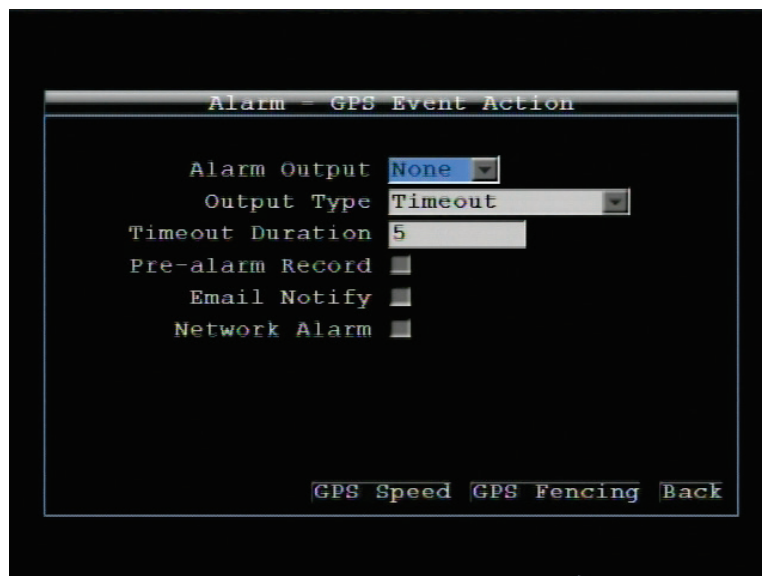 Alarm - GPS Event Action
Alarm Output None
Output Type Timeout
Timeout Duration 5
Pre-alarm Record
Email Notify
Network Alarm
GPS Speed GPS Fencing Back